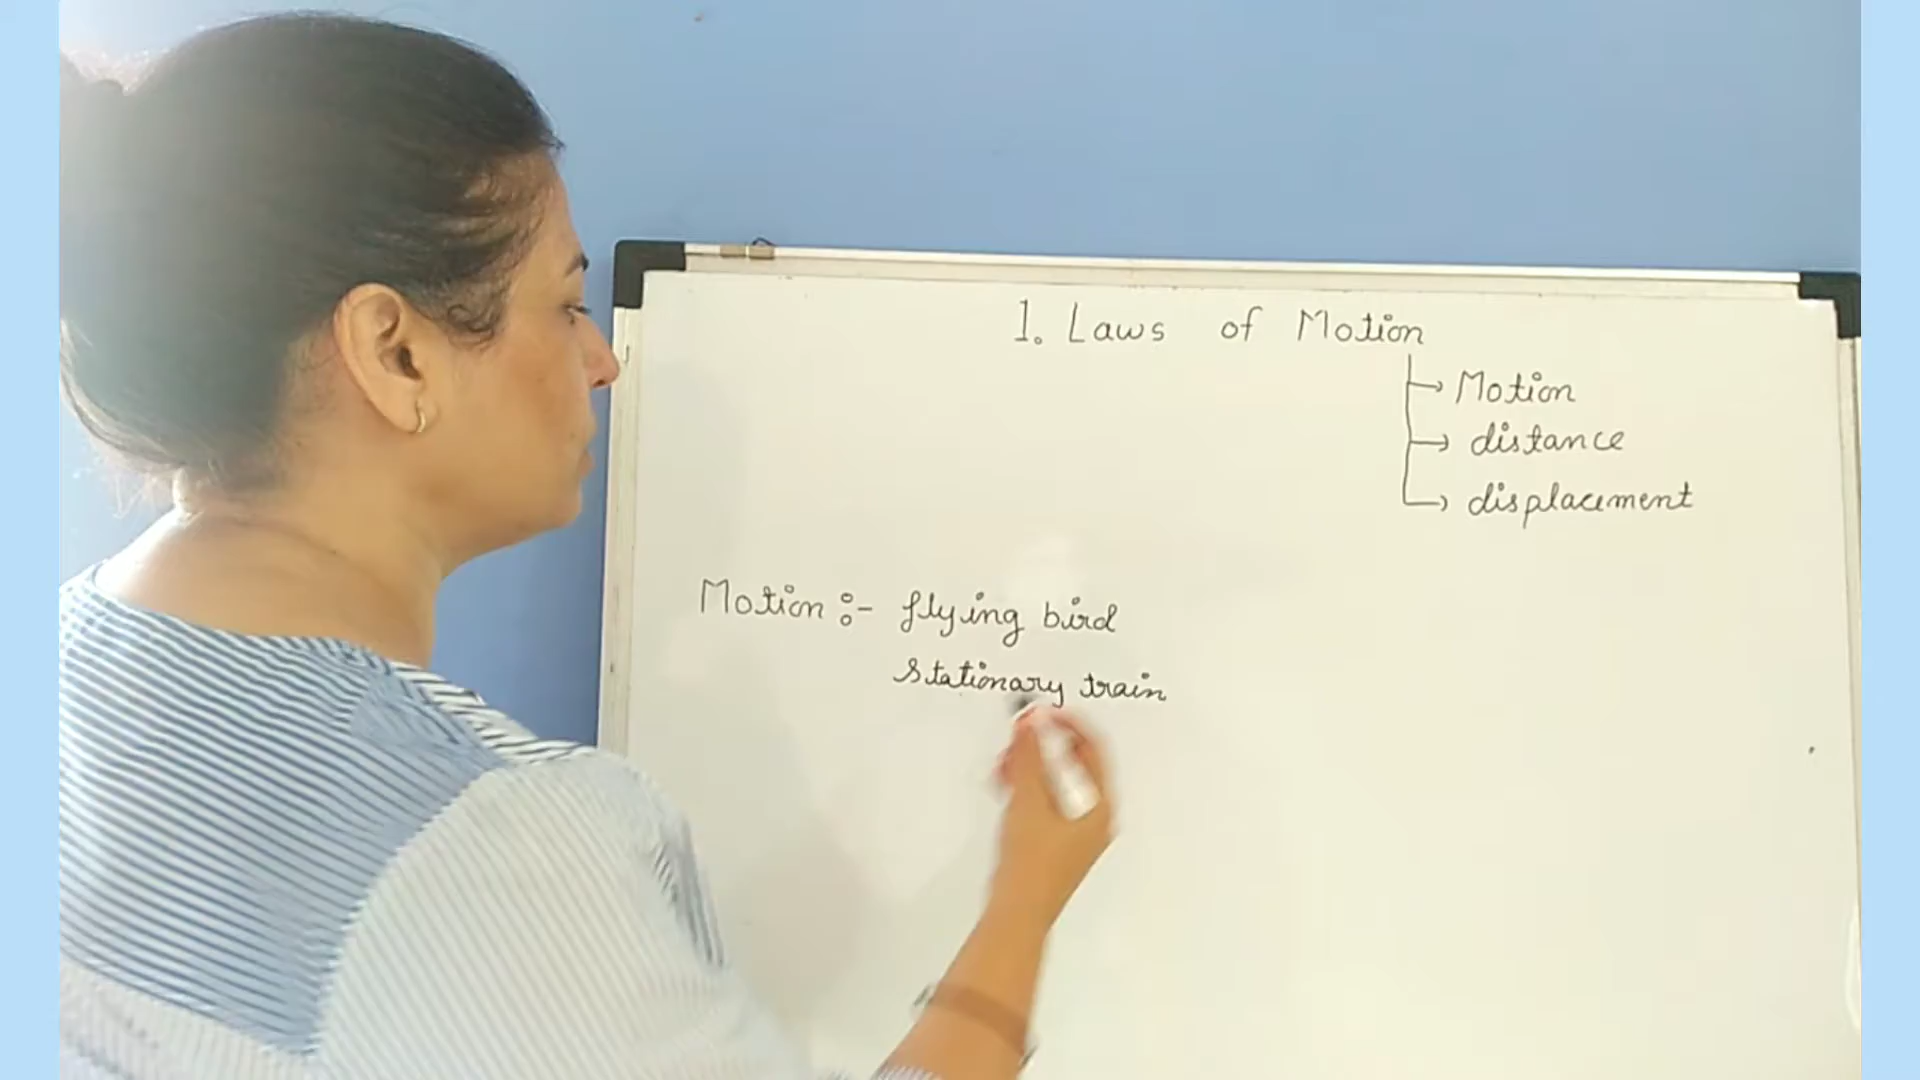 1. Laws of Motion
Motion
distance
displacement
Motion :- flying bird
Stationary train